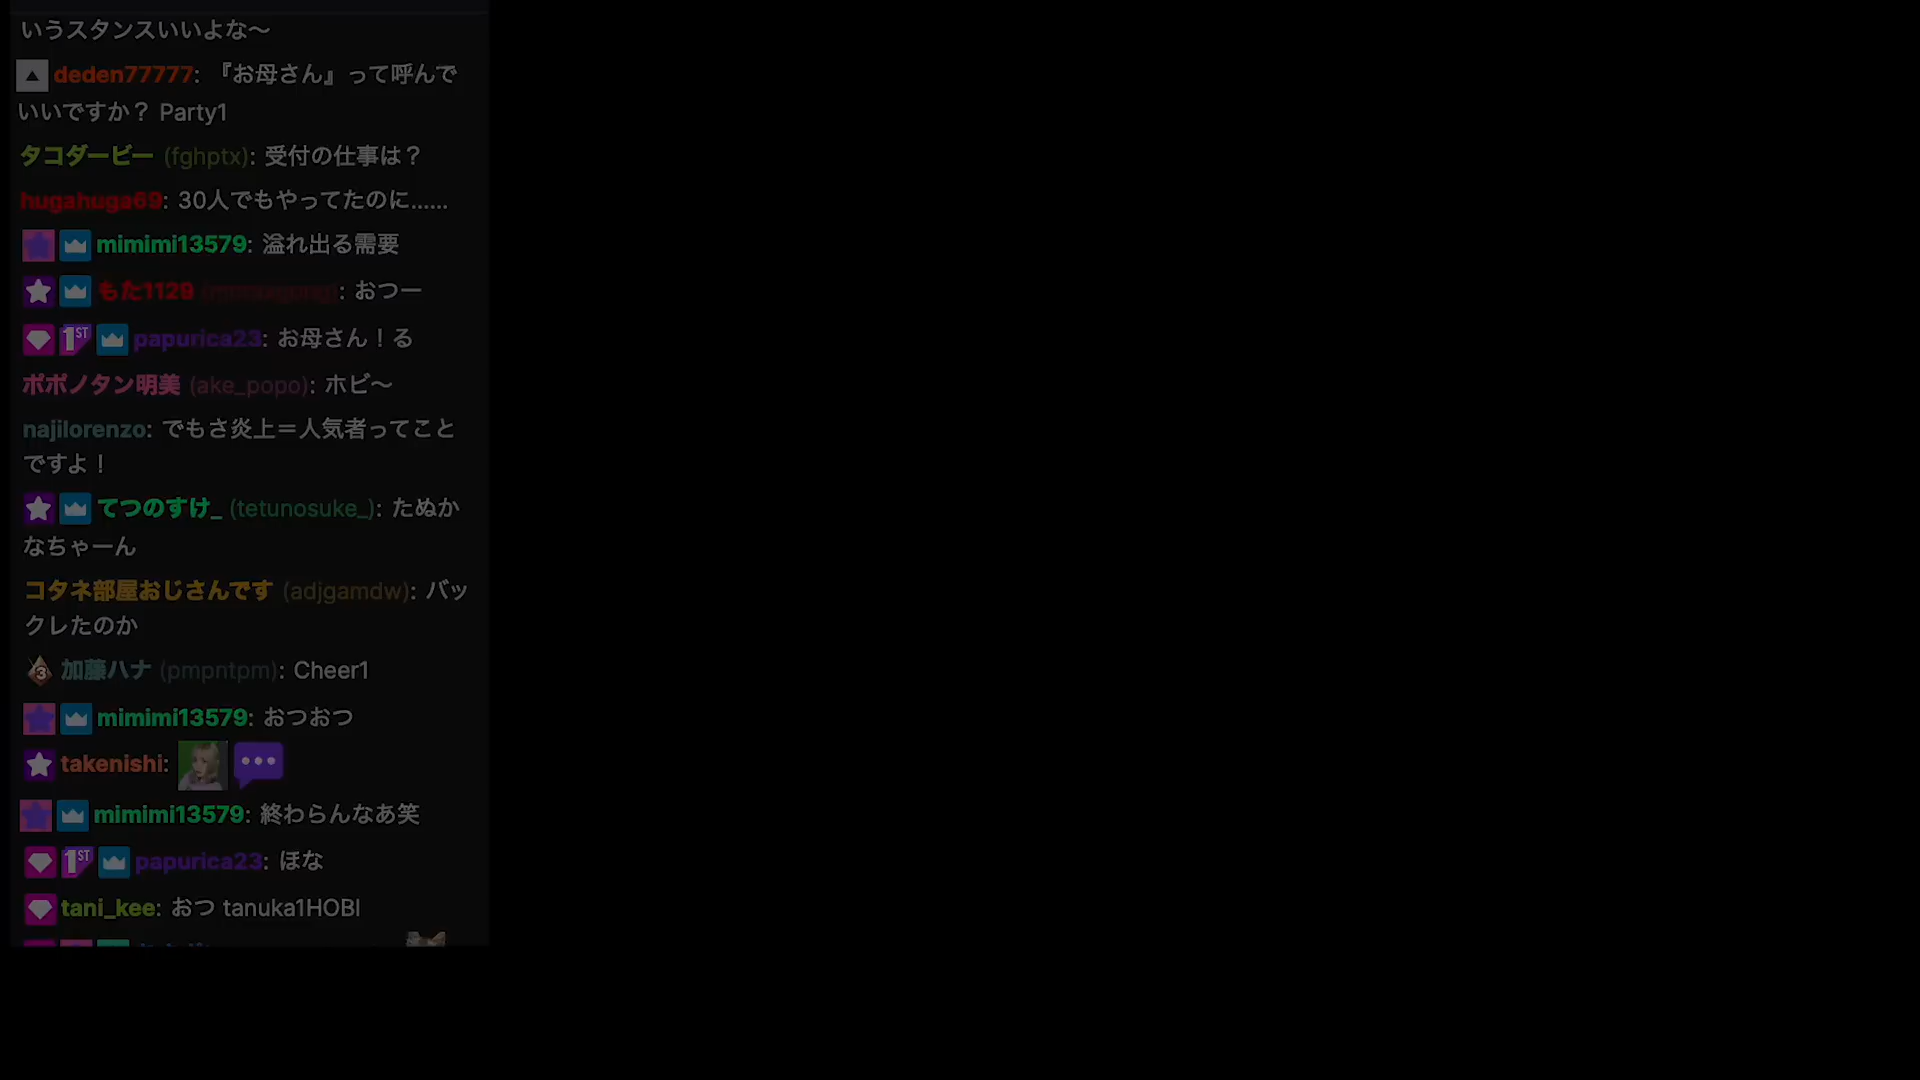 いうスタンスいいよな〜
deden77777: 『お母さん』って呼んで
いいですか？ Party1
タコダービー (fghptx): 受付の仕事は？
hugahuga69: 30人でもやってたのに……
mimimi13579: 溢れ出る需要
もた1129: おつー
1ST papurica23: お母さん！る
ポポノタン明美 (ake_popo): ホビ〜
najilorenzo: でもさ炎上＝人気者ってこと
ですよ！
てつのすけ_ (tetunosuke_): たぬか
なちゃーん
コタネ部屋おじさんです (adjgamdw): バッ
クレたのか
3 加藤ハナ (pmpntpm): Cheer1
mimimi13579: おつおつ
takenishi:
mimimi13579: 終わらんなあ笑
1ST papurica23: ほな
tani_kee: おつ tanuka1HOBI